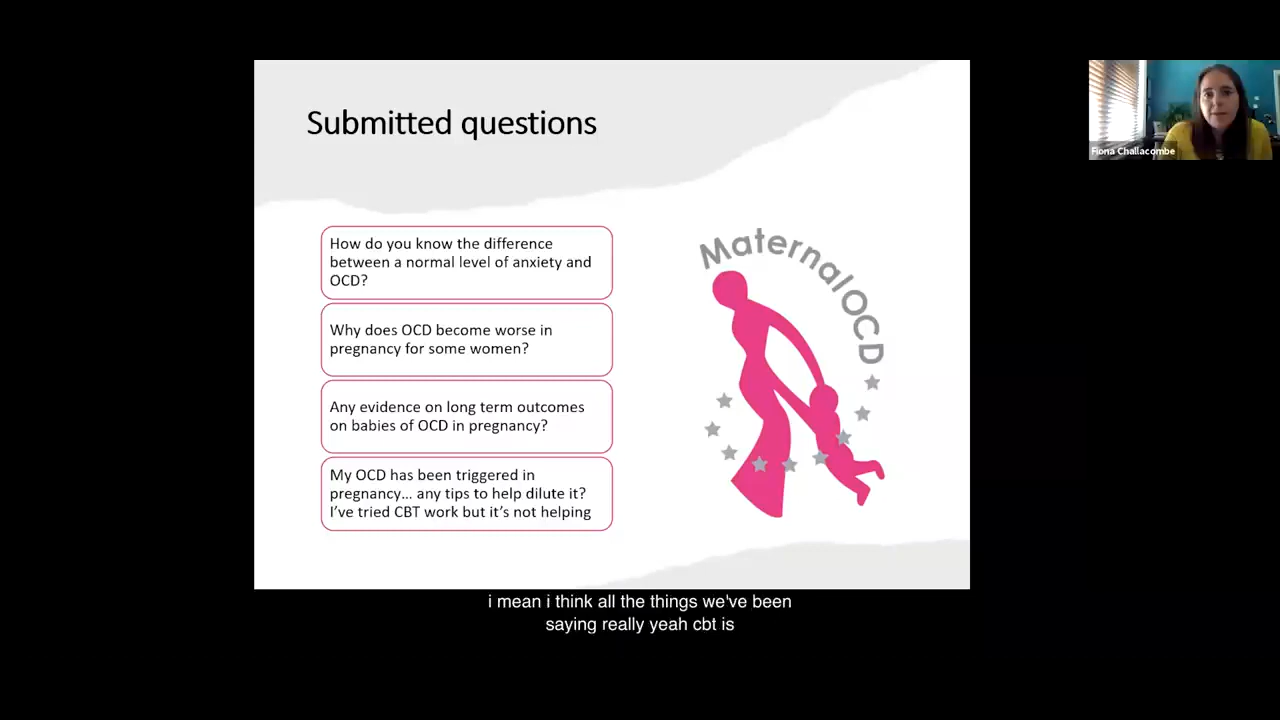 Submitted questions
How do you know the difference
between a normal level of anxiety and
OCD?
Why does OCD become worse in
pregnancy for some women?
Any evidence on long term outcomes
on babies of OCD in pregnancy?
My OCD has been triggered in
pregnancy... any tips to help dilute it?
I've tried CBT work but it's not helping
MaternalOCD
Fiona Challacombe
i mean i think all the things we've been
saying really yeah cbt is